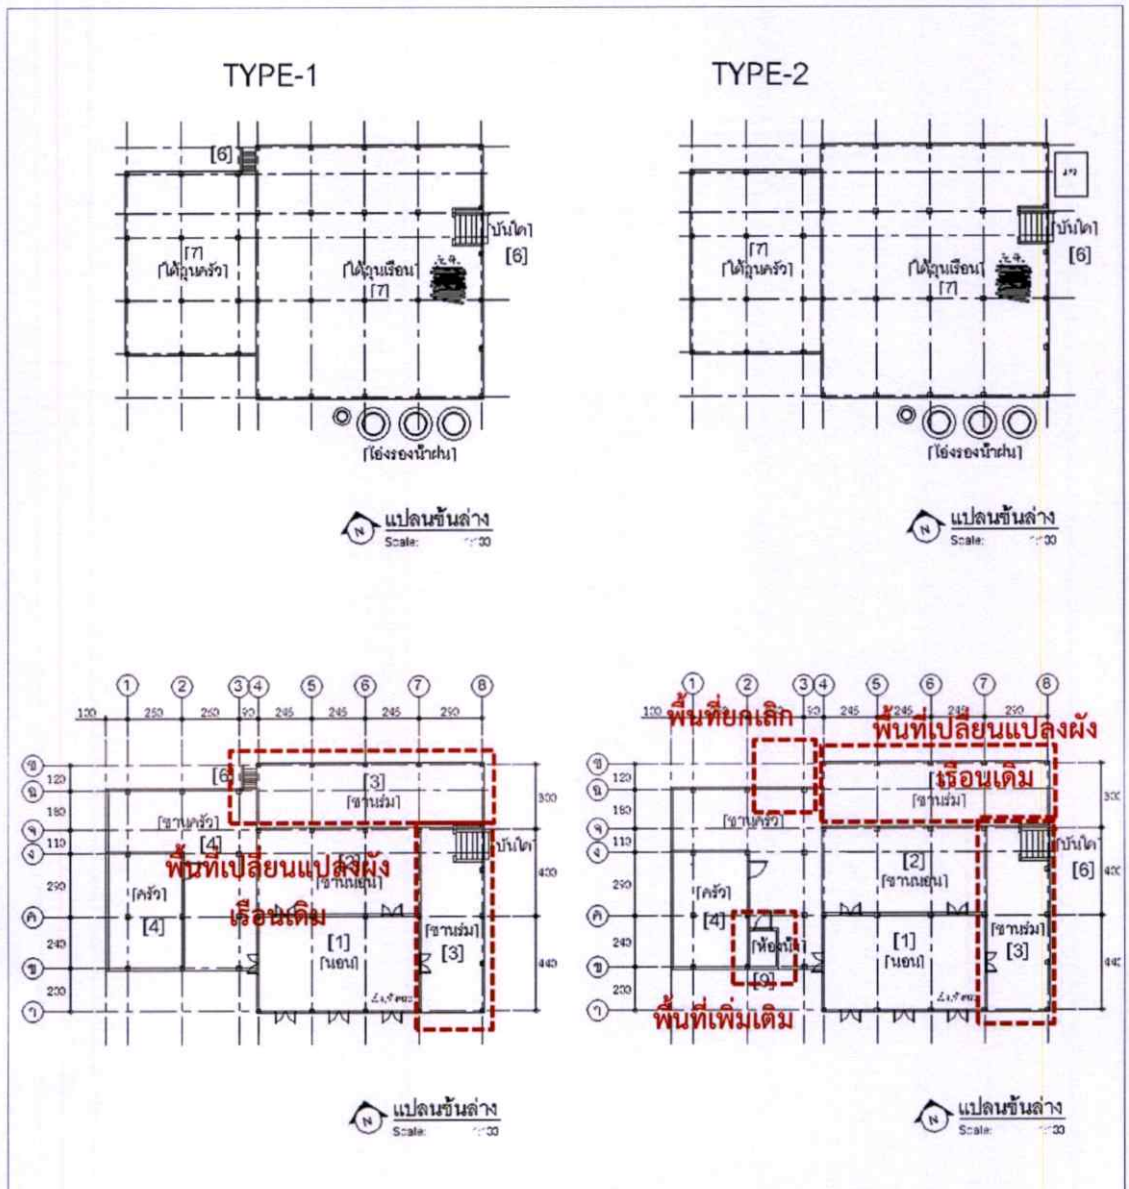 TYPE-1
TYPE-2
[6]
[บันได]
[6]
[7]
[ใต้ถุนครัว]
[ใต้ถุนเรือน]
[7]
[โอ่งรองน้ำฝน]
[บันได]
[6]
[7]
[ใต้ถุนครัว]
[ใต้ถุนเรือน]
[7]
[โอ่งรองน้ำฝน]
N
แปลนชั้นล่าง
Scale:
N
แปลนชั้นล่าง
Scale:
1 2 3 4 5 6 7 8
100 260 260 90 245 245 245 290
120
180
110
290
240
200
300
400
440
[6]
[3]
[ชานร่ม]
[ชานครัว]
[4]
บันได]
[2]
[ชานนอน]
พื้นที่เปลี่ยนแปลงผัง
เรือนเดิม
[ครัว]
[4]
[1]
[นอน]
[ชานร่ม]
[3]
N
แปลนชั้นล่าง
Scale:
1 2 3 4 5 6 7 8
100 245 245 245 290
พื้นที่ยกเลิก
พื้นที่เปลี่ยนแปลงผัง
เรือนเดิม
120
180
110
290
240
200
400
440
[ชานร่ม]
[ชานครัว]
[บันได]
[6]
[2]
[ชานนอน]
[ครัว]
[4]
[1]
[นอน]
[ชานร่ม]
[3]
[9]
พื้นที่เพิ่มเติม
N
แปลนชั้นล่าง
Scale: